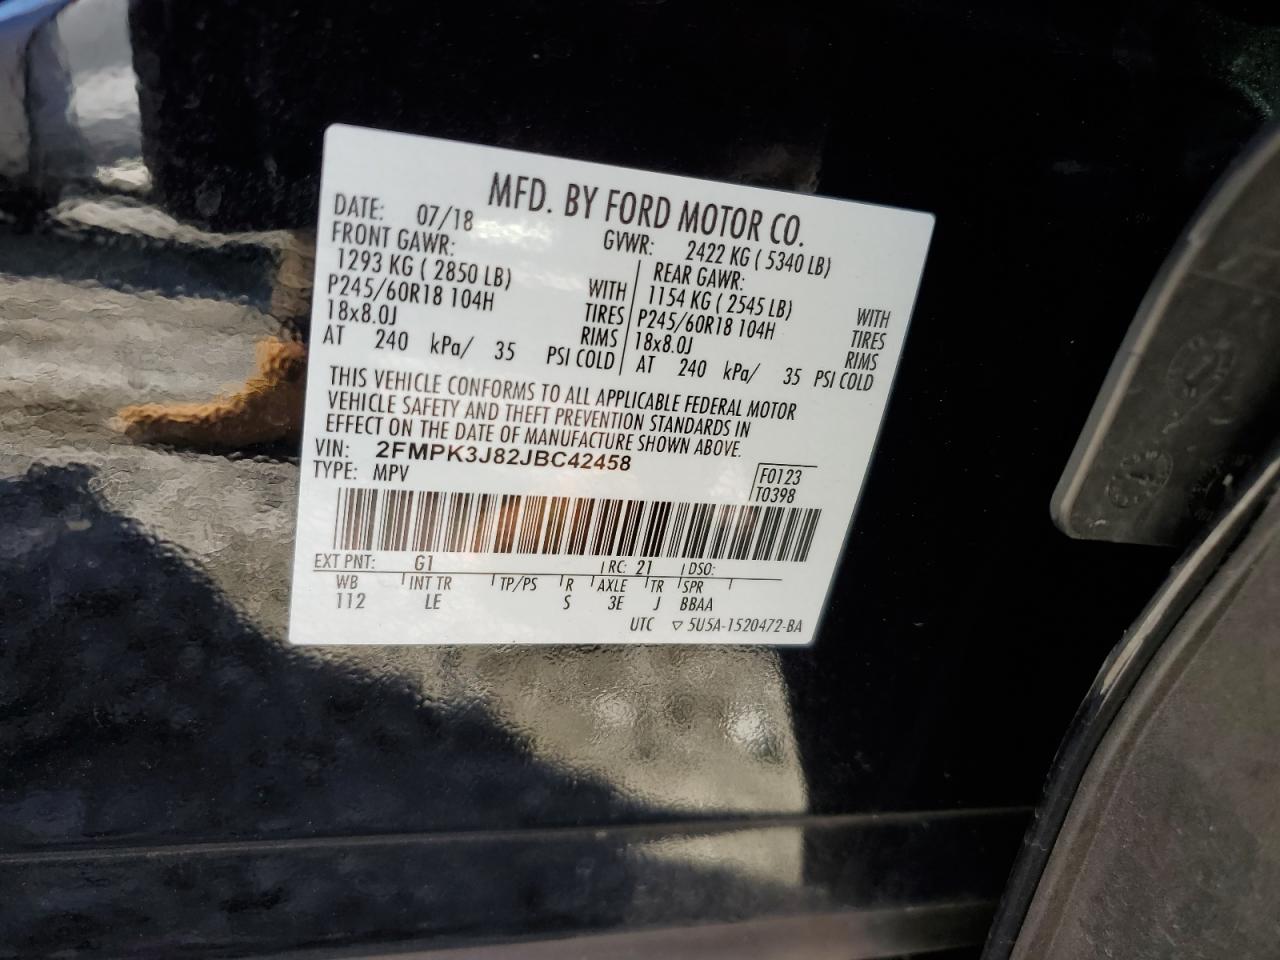 MFD. BY FORD MOTOR CO.
DATE: 07/18 GVWR: 2422 KG ( 5340 LB)
FRONT GAWR: REAR GAWR:
1293 KG ( 2850 LB) WITH 1154 KG ( 2545 LB) WITH
P245/60R18 104H TIRES P245/60R18 104H TIRES
18x8.0J RIMS 18x8.0J RIMS
AT 240 kPa/ 35 PSI COLD AT 240 kPa/ 35 PSI COLD
THIS VEHICLE CONFORMS TO ALL APPLICABLE FEDERAL MOTOR
VEHICLE SAFETY AND THEFT PREVENTION STANDARDS IN
EFFECT ON THE DATE OF MANUFACTURE SHOWN ABOVE.
VIN: 2FMPK3J82JBC42458
TYPE: MPV
F0123
T0398
EXT PNT: G1 RC: 21 DSO:
WB INT TR TP/PS R AXLE TR SPR
112 LE S 3E J BBAA
UTC ▽ 5U5A-1520472-BA